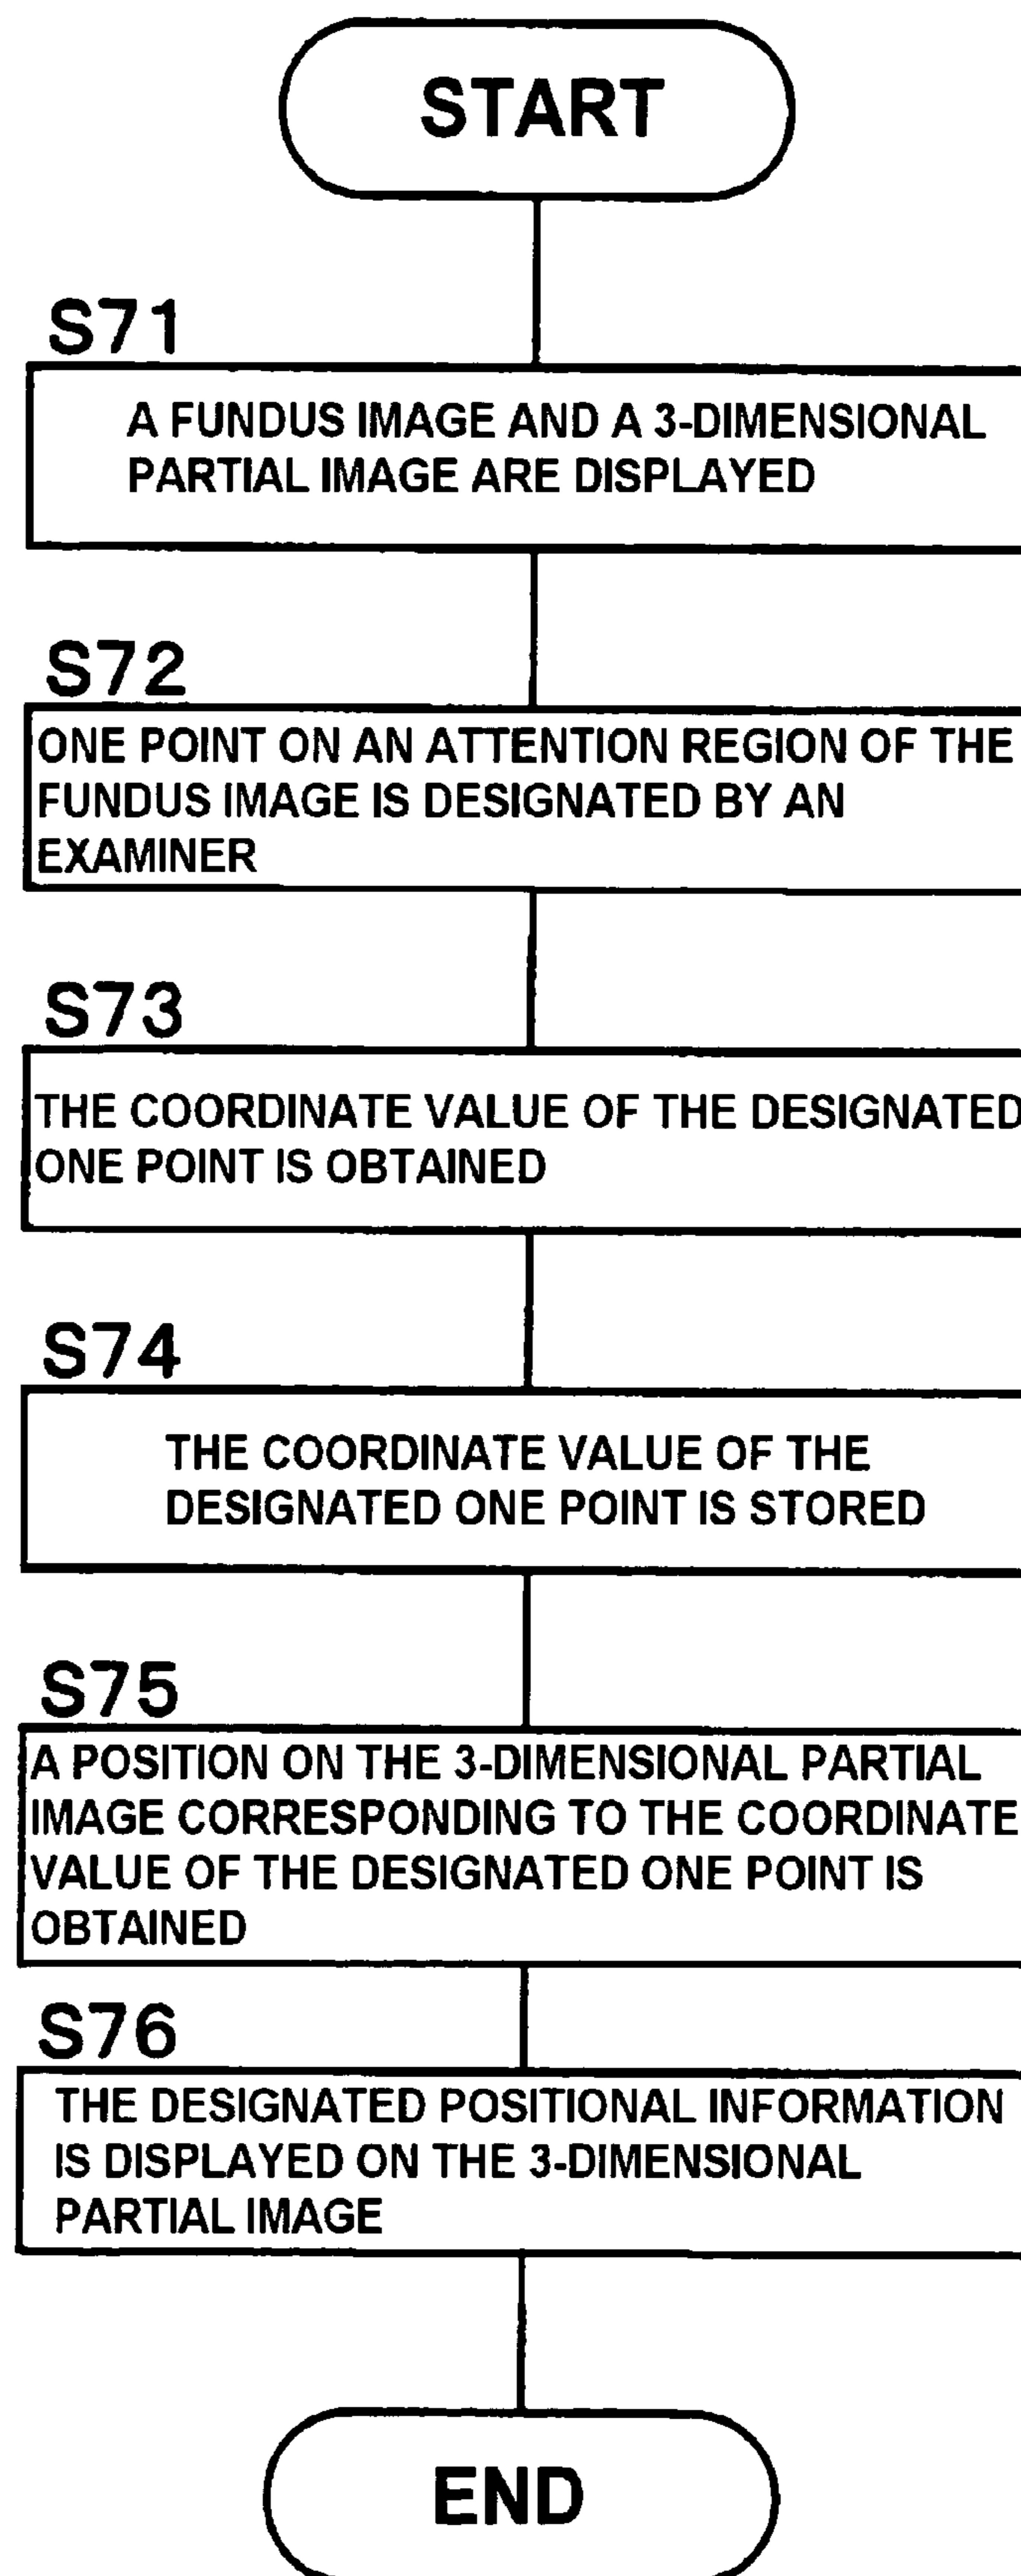 START
S71
A FUNDUS IMAGE AND A 3-DIMENSIONAL
PARTIAL IMAGE ARE DISPLAYED
S72
ONE POINT ON AN ATTENTION REGION OF THE
FUNDUS IMAGE IS DESIGNATED BY AN
EXAMINER
S73
THE COORDINATE VALUE OF THE DESIGNATED
ONE POINT IS OBTAINED
S74
THE COORDINATE VALUE OF THE
DESIGNATED ONE POINT IS STORED
S75
A POSITION ON THE 3-DIMENSIONAL PARTIAL
IMAGE CORRESPONDING TO THE COORDINATE
VALUE OF THE DESIGNATED ONE POINT IS
OBTAINED
S76
THE DESIGNATED POSITIONAL INFORMATION
IS DISPLAYED ON THE 3-DIMENSIONAL
PARTIAL IMAGE
END